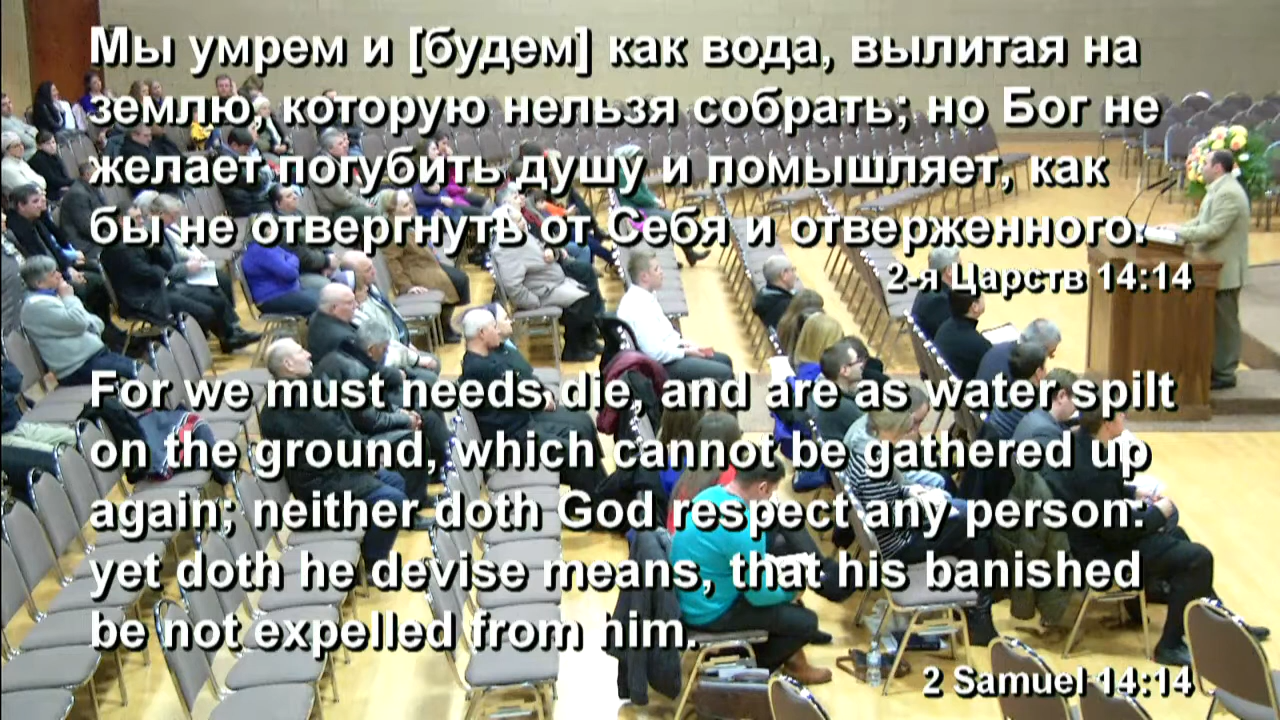 Мы умрем и [будем] как вода, вылитая на
землю, которую нельзя собрать; но Бог не
желает погубить душу и помышляет, как
бы не отвергнуть от Себя и отверженного.
2-я Царств 14:14
For we must needs die, and are as water spilt
on the ground, which cannot be gathered up
again; neither doth God respect any person:
yet doth he devise means, that his banished
be not expelled from him.
2 Samuel 14:14